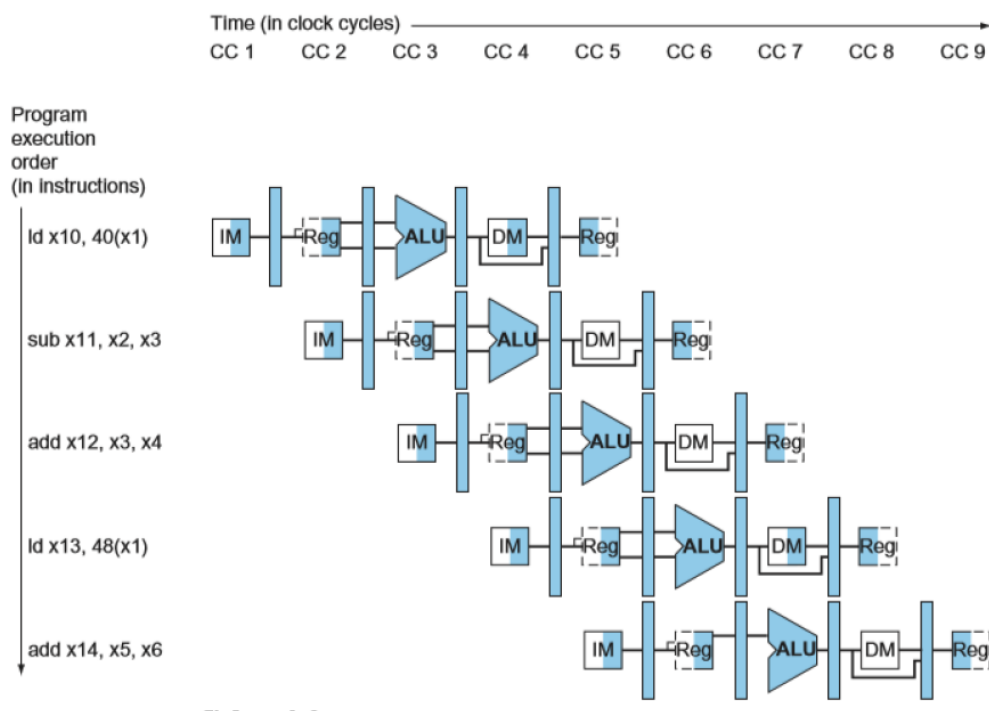 Time (in clock cycles)
CC 1 CC 2 CC 3 CC 4 CC 5 CC 6 CC 7 CC 8 CC 9
Program
execution
order
(in instructions)
ld x10, 40(x1) IM Reg ALU DM Reg
sub x11, x2, x3 IM Reg ALU DM Reg
add x12, x3, x4 IM Reg ALU DM Reg
ld x13, 48(x1) IM Reg ALU DM Reg
add x14, x5, x6 IM Reg ALU DM Reg